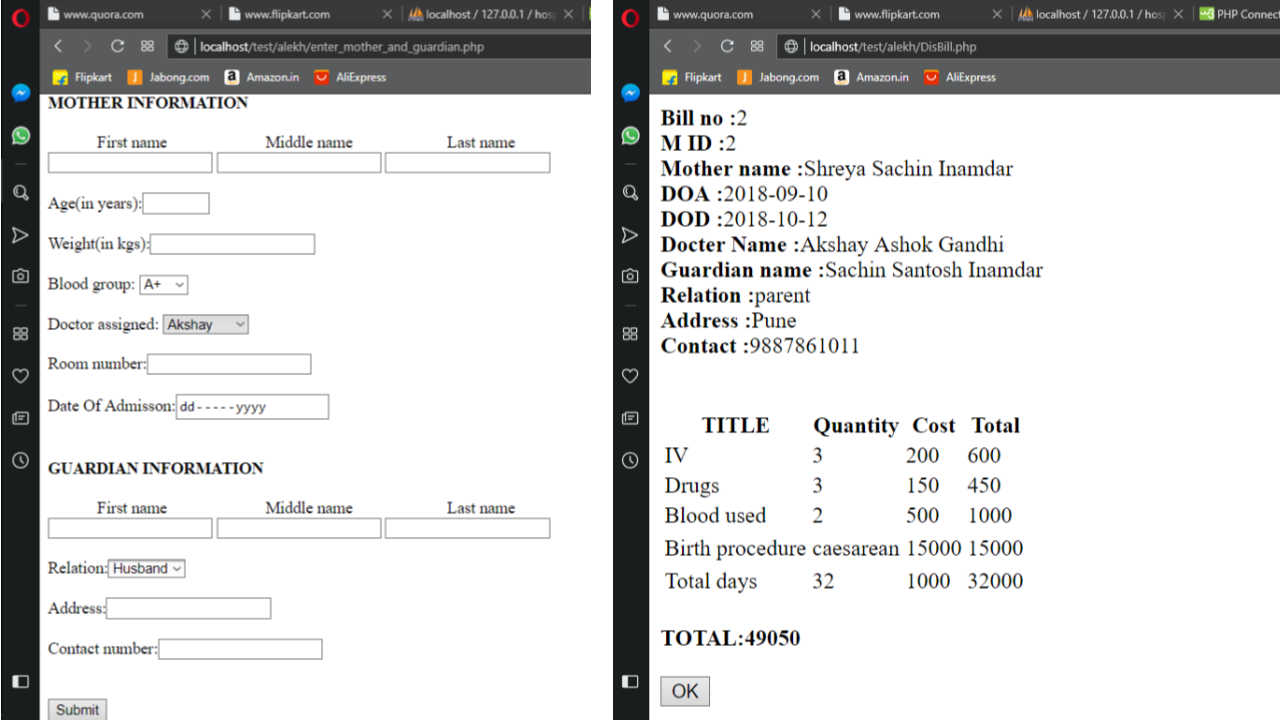 www.quora.com
www.flipkart.com
localhost / 127.0.0.1 / hos
localhost/test/alekh/enter_mother_and_guardian.php
Flipkart
Jabong.com
Amazon.in
AliExpress
MOTHER INFORMATION
First name Middle name Last name
Age(in years):
Weight(in kgs):
Blood group: A+
Doctor assigned: Akshay
Room number:
Date Of Admisson: dd-----yyyy
GUARDIAN INFORMATION
First name Middle name Last name
Relation: Husband
Address:
Contact number:
Submit
www.quora.com
www.flipkart.com
localhost / 127.0.0.1 / hos
PHP Connect
localhost/test/alekh/DisBill.php
Flipkart
Jabong.com
Amazon.in
AliExpress
Bill no :2
M ID :2
Mother name :Shreya Sachin Inamdar
DOA :2018-09-10
DOD :2018-10-12
Docter Name :Akshay Ashok Gandhi
Guardian name :Sachin Santosh Inamdar
Relation :parent
Address :Pune
Contact :9887861011
TITLE Quantity Cost Total
IV 3 200 600
Drugs 3 150 450
Blood used 2 500 1000
Birth procedure caesarean 15000 15000
Total days 32 1000 32000
TOTAL:49050
OK